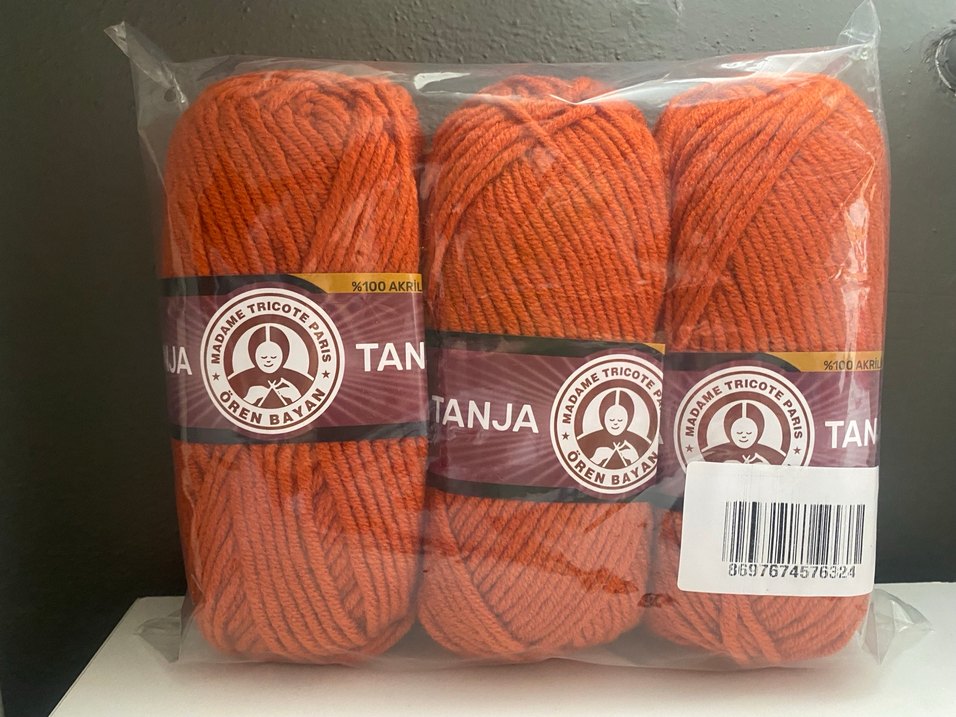 %100 AKRİL
JA
MADAME TRICOTE PARIS
ÖREN BAYAN
TAN
TANJA
MADAME TRICOTE PARIS
ÖREN BAYAN
%100 AKRİL
MADAME TRICOTE PARIS
TAN
8697674576324